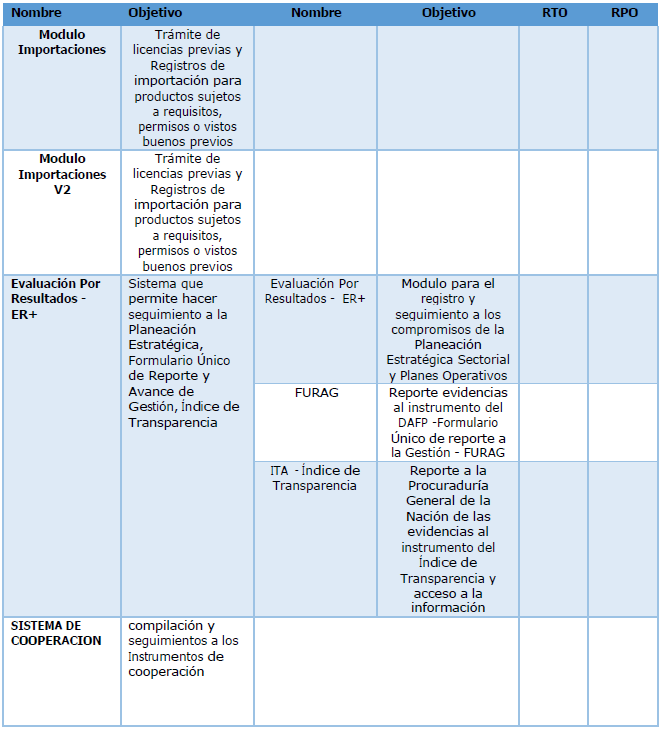 Nombre Objetivo Nombre Objetivo RTO RPO
Modulo
Importaciones
Trámite de
licencias previas y
Registros de
importación para
productos sujetos
a requisitos,
permisos o vistos
buenos previos
Modulo
Importaciones
V2
Trámite de
licencias previas y
Registros de
importación para
productos sujetos
a requisitos,
permisos o vistos
buenos previos
Evaluación Por
Resultados -
ER+
Sistema que
permite hacer
seguimiento a la
Planeación
Estratégica,
Formulario Único
de Reporte y
Avance de
Gestión, Índice de
Transparencia
Evaluación Por
Resultados - ER+
Modulo para el
registro y
seguimiento a los
compromisos de la
Planeación
Estratégica Sectorial
y Planes Operativos
FURAG
Reporte evidencias
al instrumento del
DAFP -Formulario
Único de reporte a
la Gestión - FURAG
ITA - Índice de
Transparencia
Reporte a la
Procuraduría
General de la
Nación de las
evidencias al
instrumento del
Índice de
Transparencia y
acceso a la
información
SISTEMA DE
COOPERACION
compilación y
seguimientos a los
Instrumentos de
cooperación